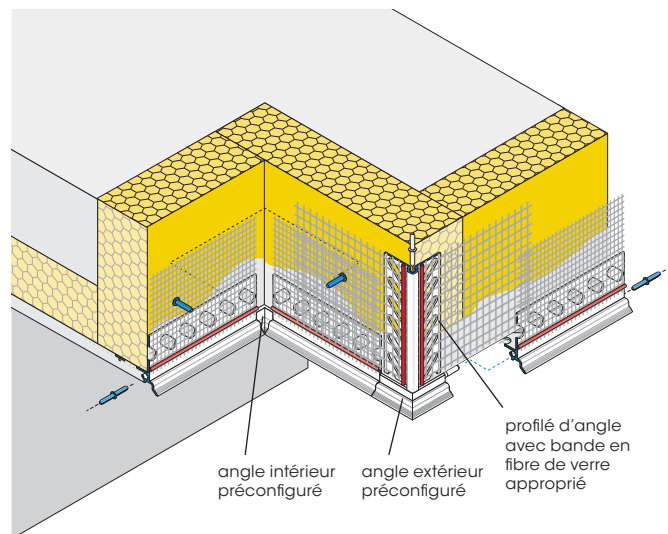 angle intérieur
préconfiguré
angle extérieur
préconfiguré
profilé d’angle
avec bande en
fibre de verre
approprié